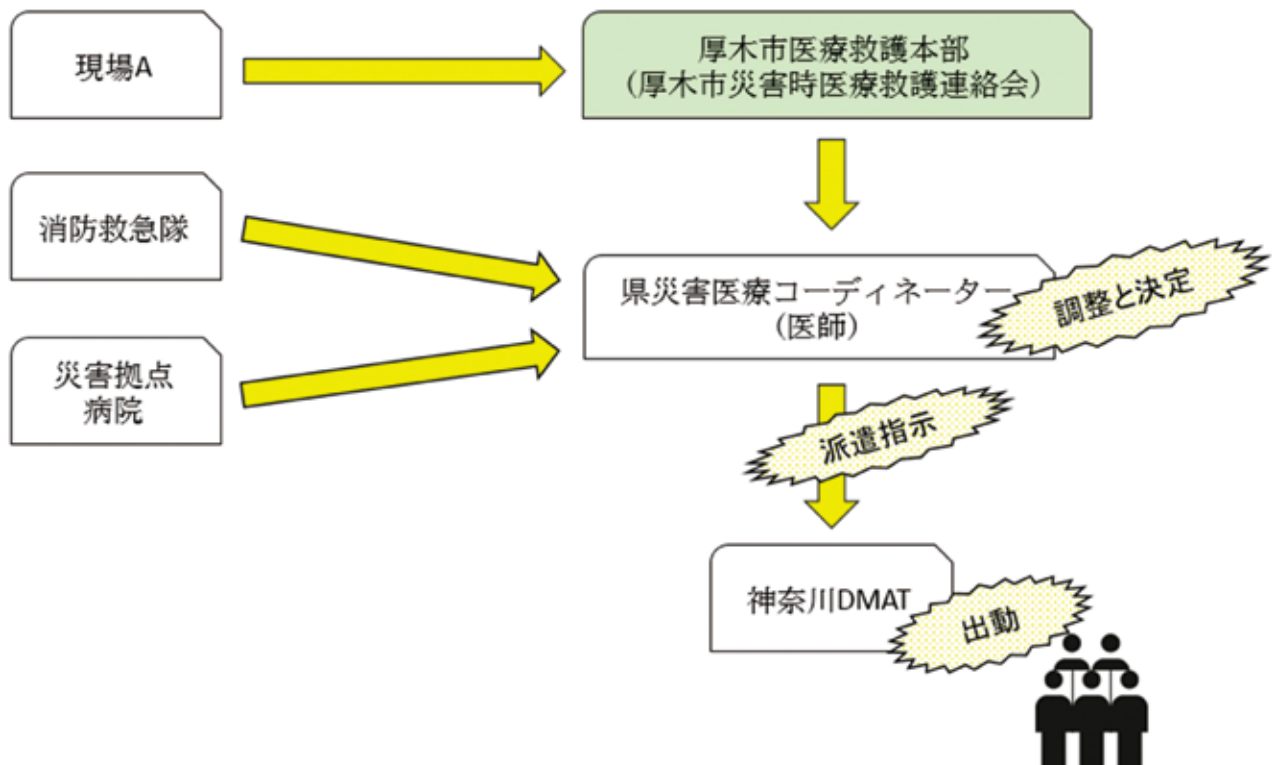 現場A
厚木市医療救護本部
（厚木市災害時医療救護連絡会）
消防救急隊
県災害医療コーディネーター
（医師）
調整と決定
災害拠点
病院
派遣指示
神奈川DMAT
出動